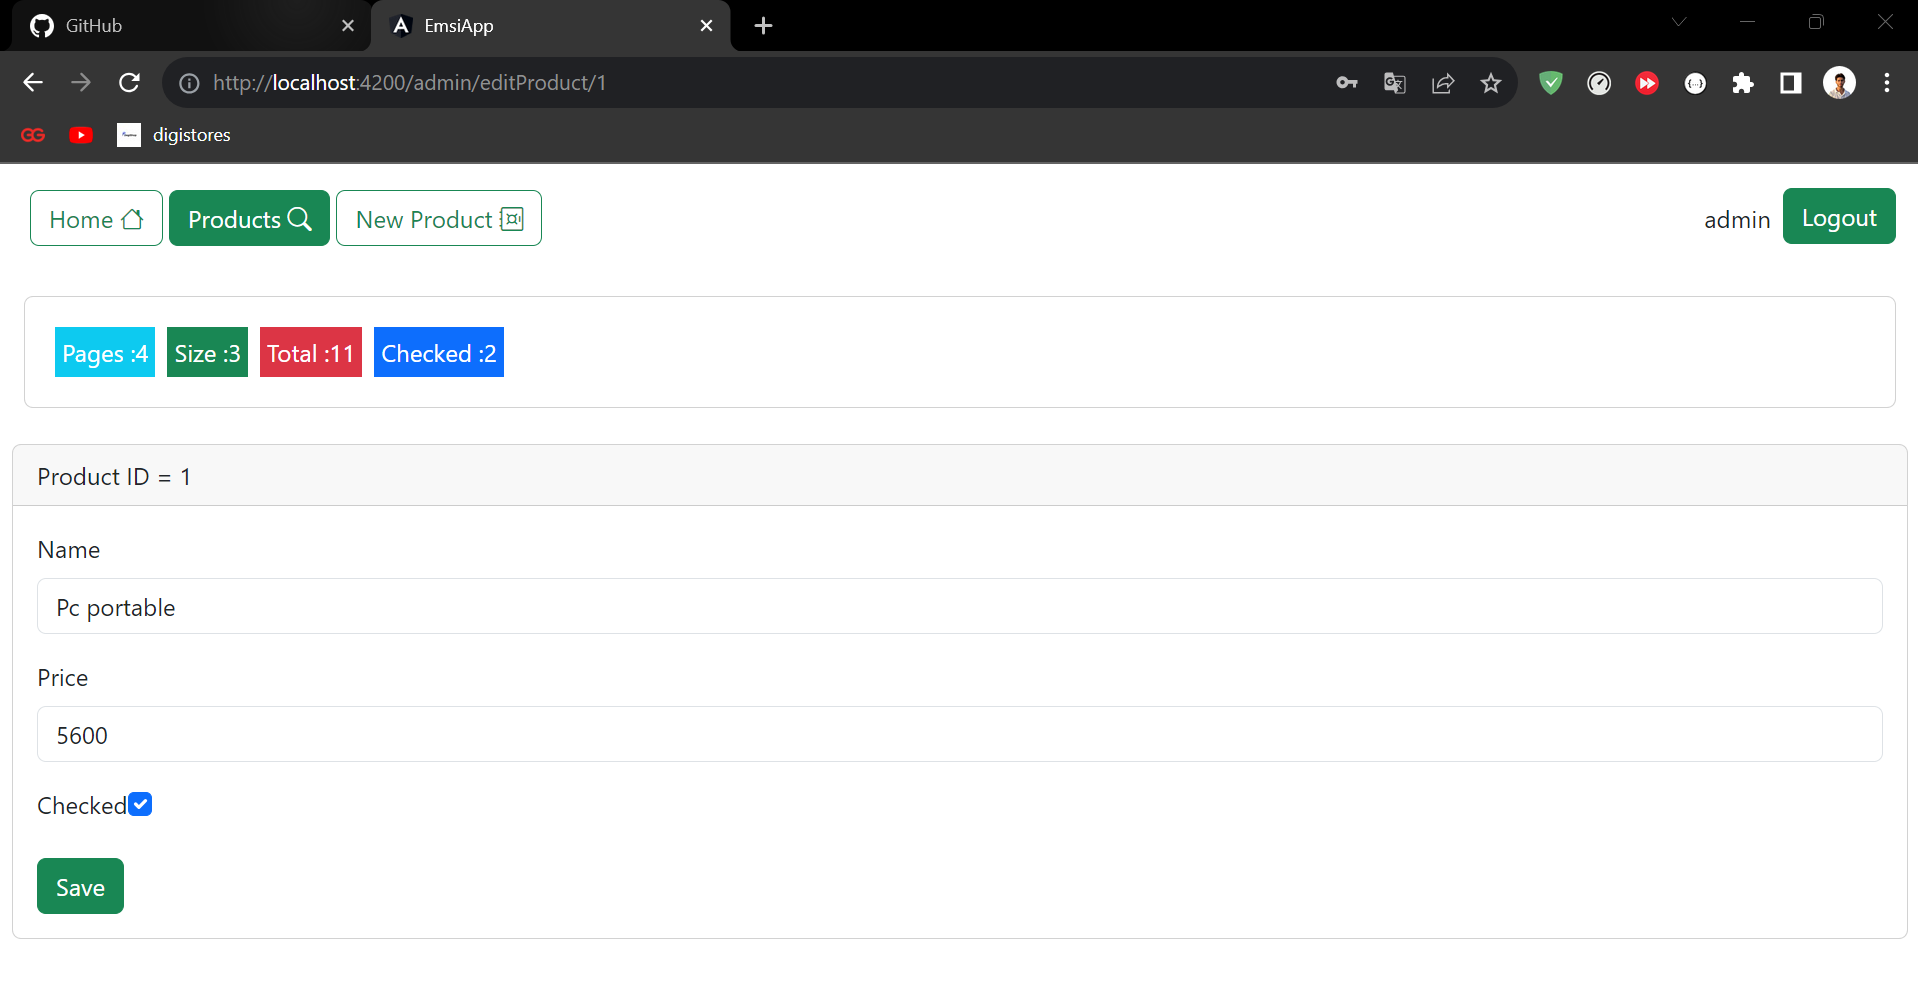 GitHub
EmsiApp
http://localhost:4200/admin/editProduct/1
digistores
Home Products New Product admin Logout
Pages :4 Size :3 Total :11 Checked :2
Product ID = 1
Name
Pc portable
Price
5600
Checked
Save